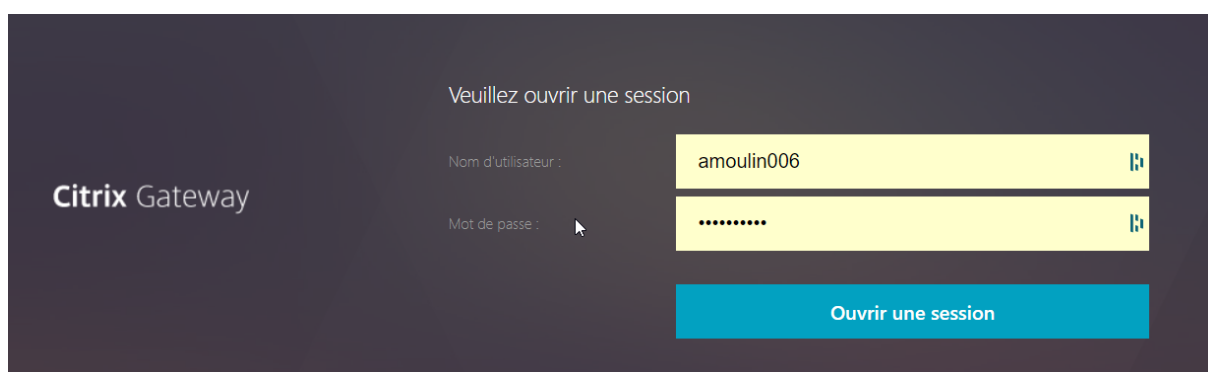 Veuillez ouvrir une session
Nom d'utilisateur : amoulin006
Citrix Gateway
Mot de passe : ••••••••••
Ouvrir une session